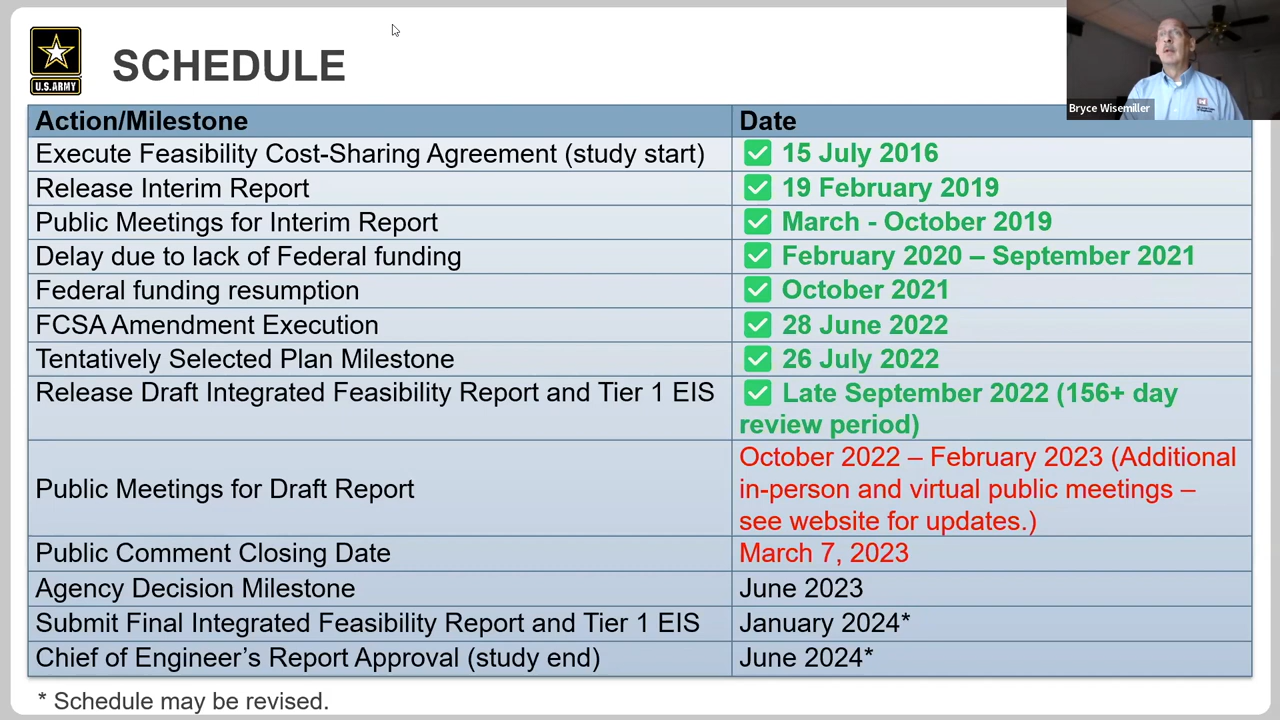 U.S.ARMY
SCHEDULE
Bryce Wisemiller
Action/Milestone Date
Execute Feasibility Cost-Sharing Agreement (study start) ✅ 15 July 2016
Release Interim Report ✅ 19 February 2019
Public Meetings for Interim Report ✅ March - October 2019
Delay due to lack of Federal funding ✅ February 2020 – September 2021
Federal funding resumption ✅ October 2021
FCSA Amendment Execution ✅ 28 June 2022
Tentatively Selected Plan Milestone ✅ 26 July 2022
Release Draft Integrated Feasibility Report and Tier 1 EIS ✅ Late September 2022 (156+ day
review period)
Public Meetings for Draft Report
October 2022 – February 2023 (Additional
in-person and virtual public meetings –
see website for updates.)
Public Comment Closing Date March 7, 2023
Agency Decision Milestone June 2023
Submit Final Integrated Feasibility Report and Tier 1 EIS January 2024*
Chief of Engineer’s Report Approval (study end) June 2024*
* Schedule may be revised.